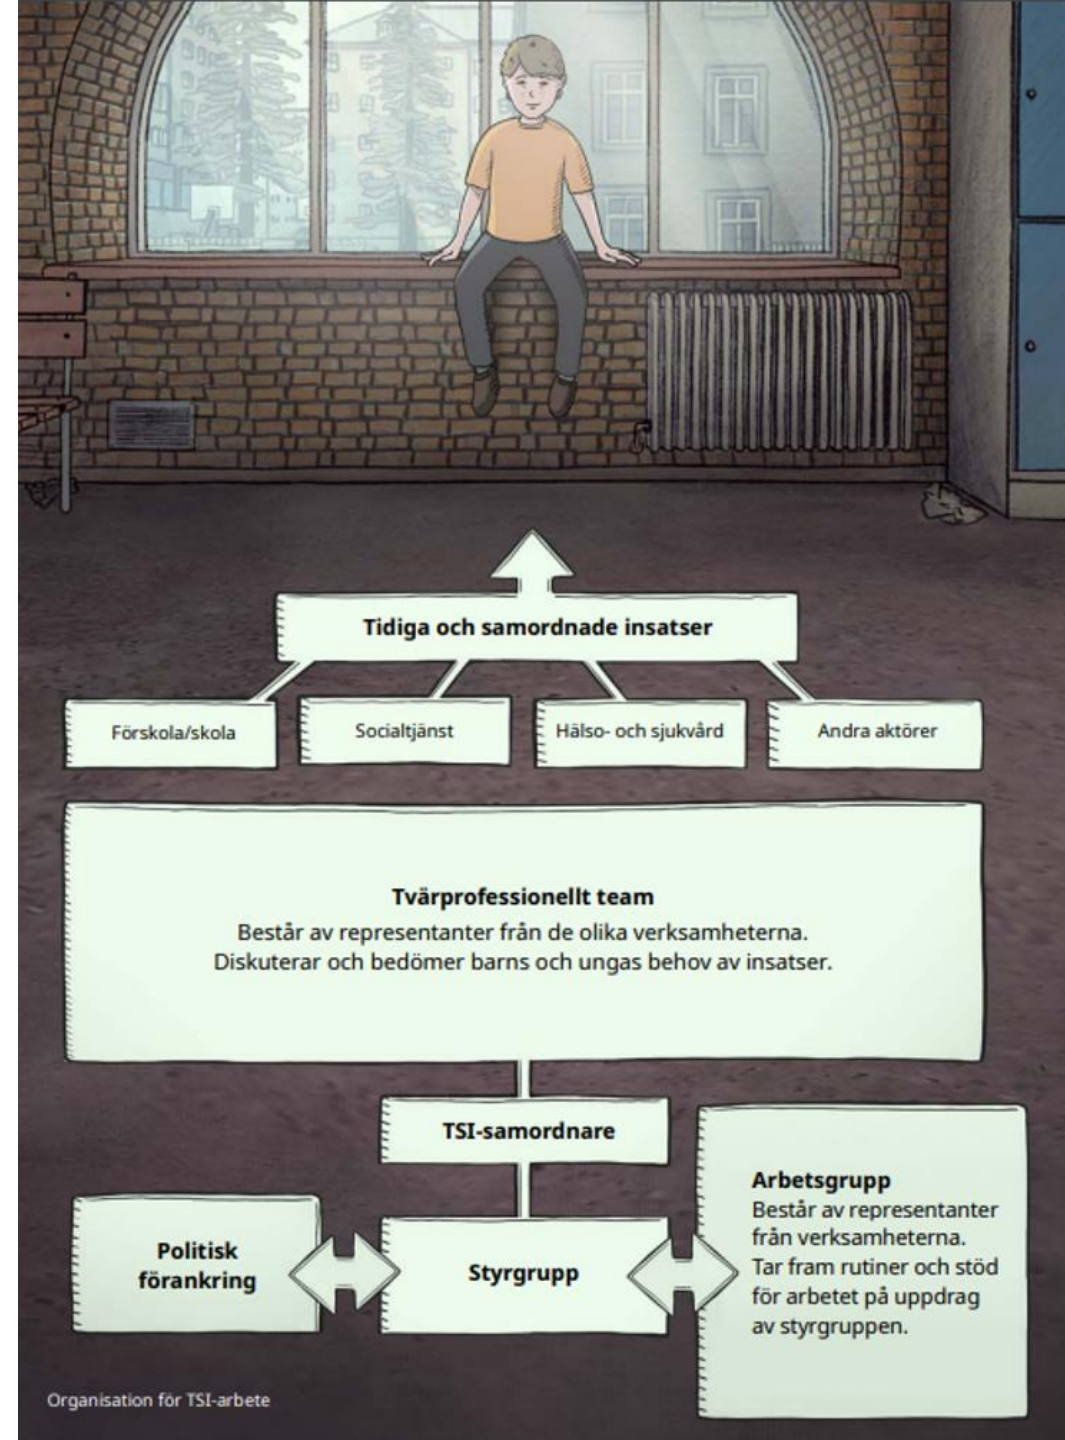 Tidiga och samordnade insatser
Förskola/skola
Socialtjänst
Hälso- och sjukvård
Andra aktörer
Tvärprofessionellt team
Består av representanter från de olika verksamheterna.
Diskuterar och bedömer barns och ungas behov av insatser.
TSI-samordnare
Politisk
förankring
Styrgrupp
Arbetsgrupp
Består av representanter
från verksamheterna.
Tar fram rutiner och stöd
för arbetet på uppdrag
av styrgruppen.
Organisation för TSI-arbete